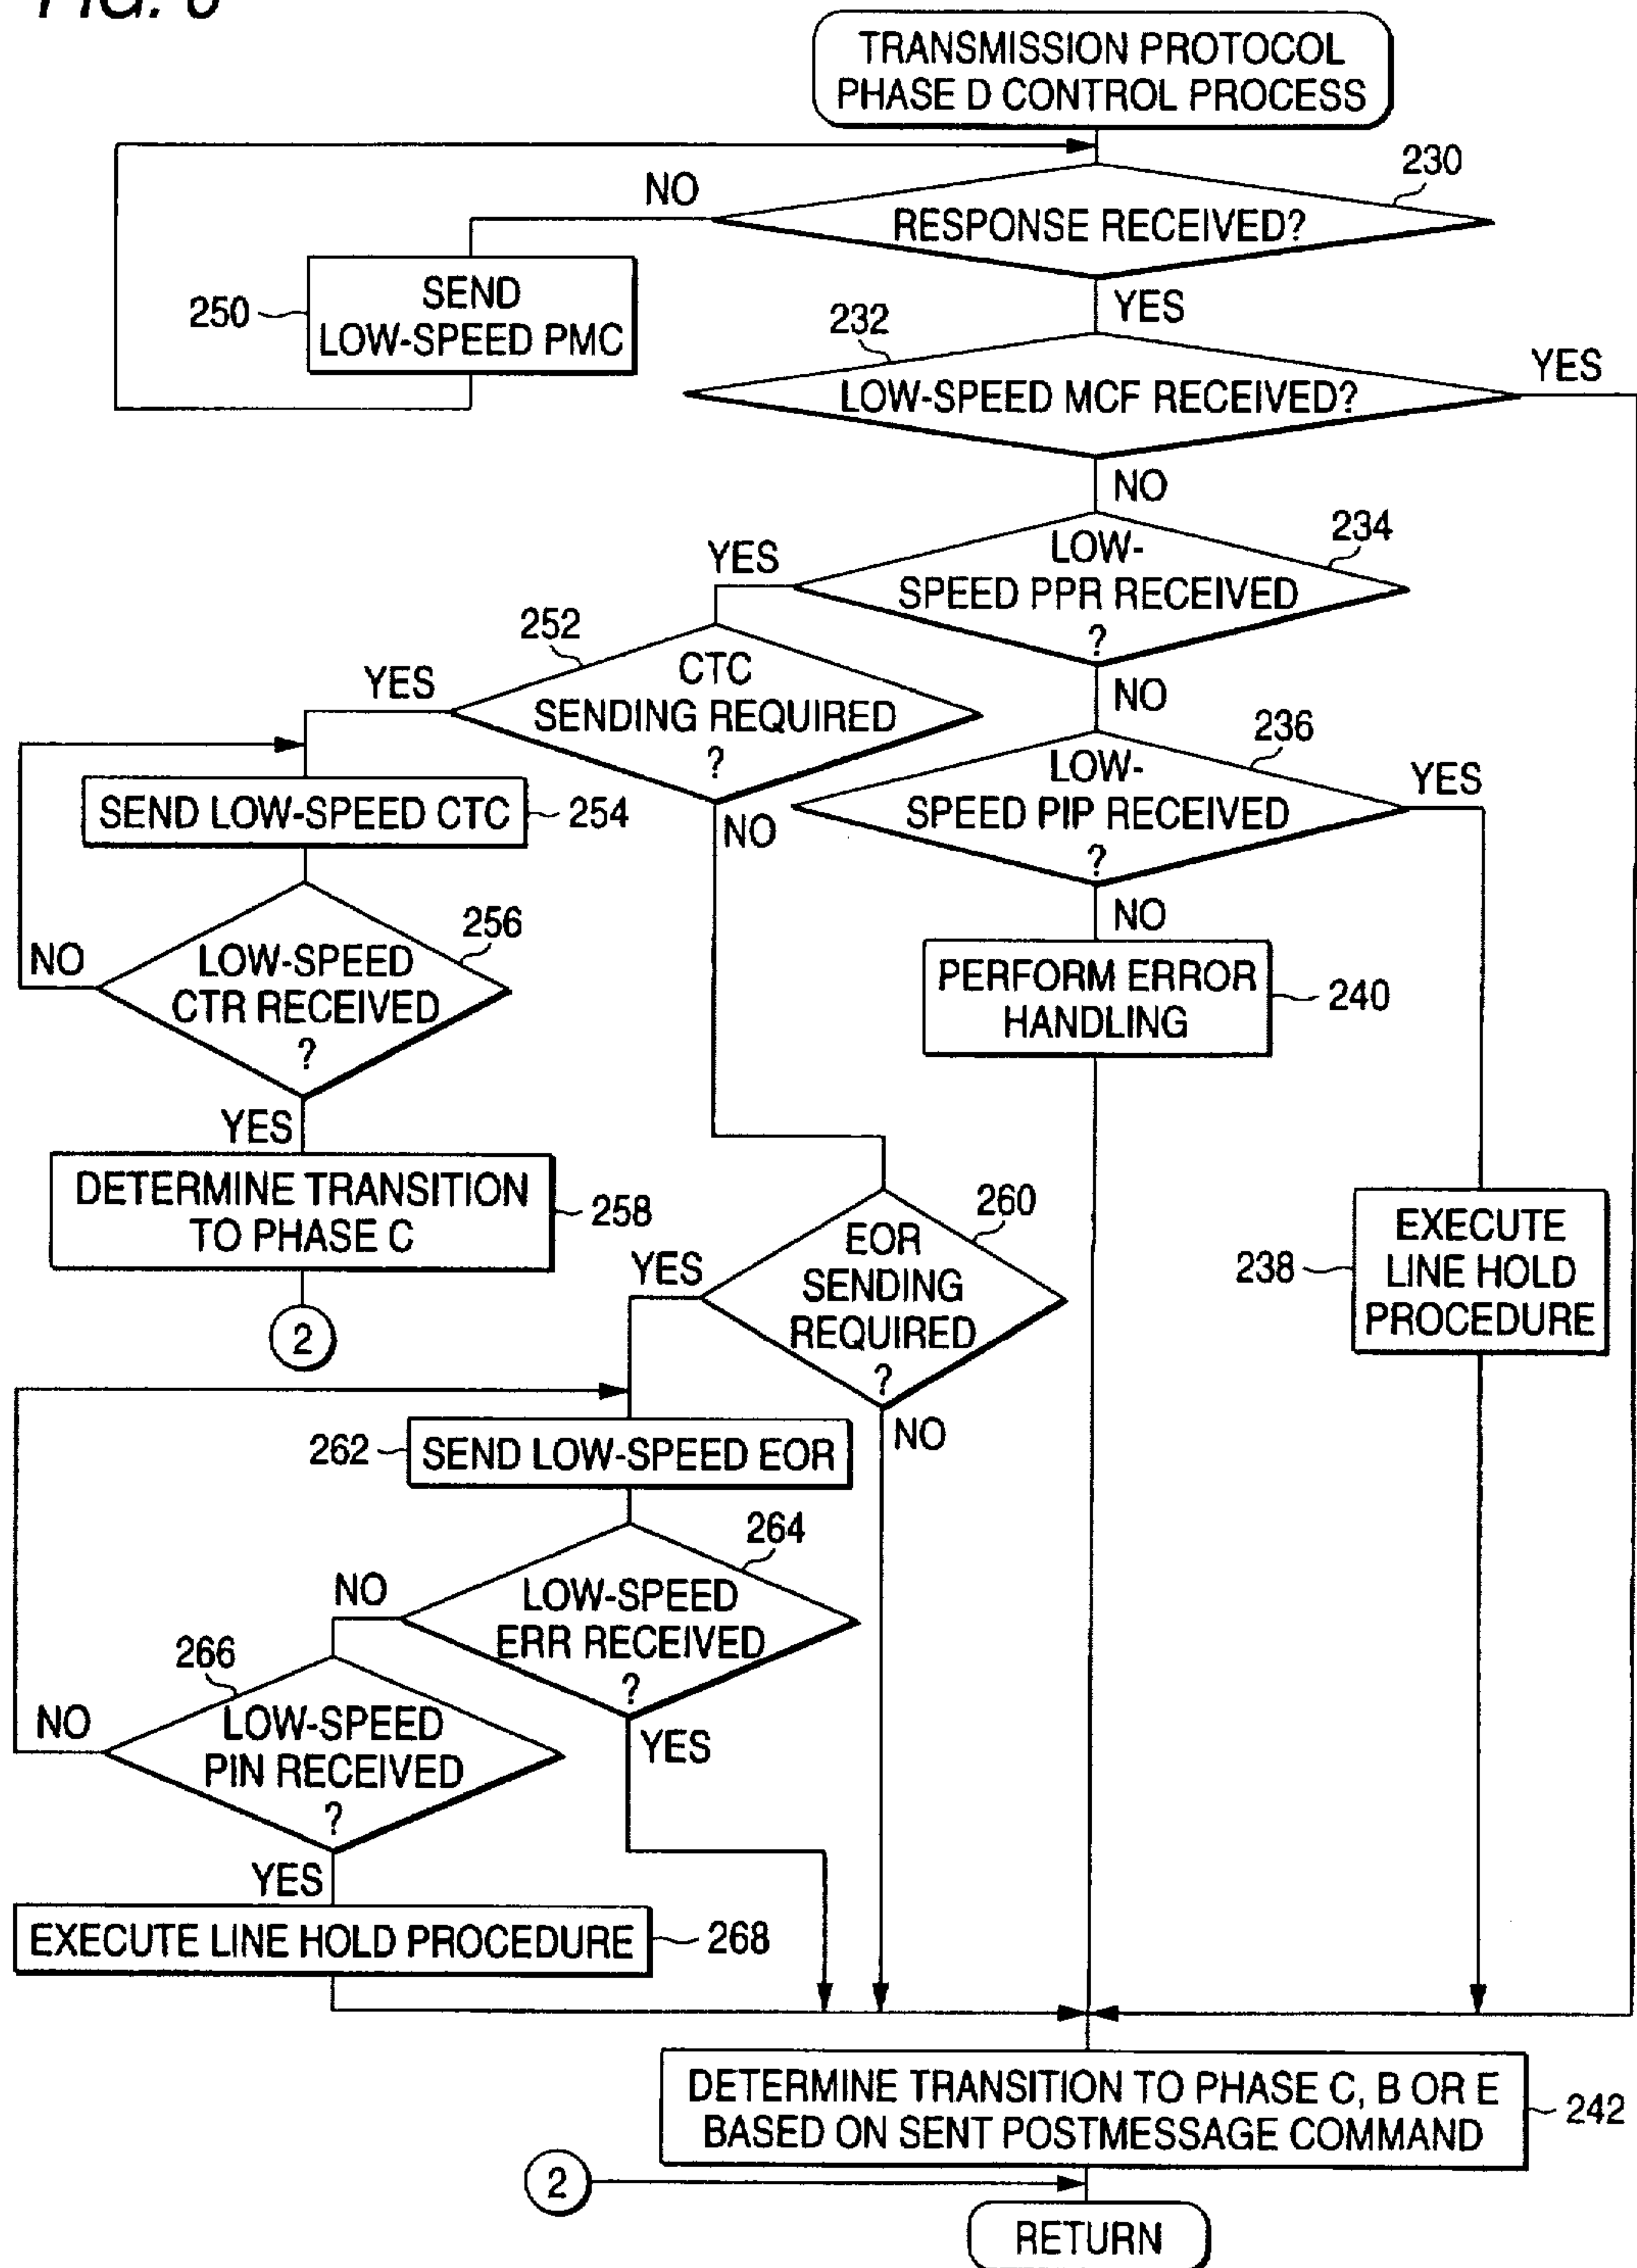 TRANSMISSION PROTOCOL
PHASE D CONTROL PROCESS
230
NO
RESPONSE RECEIVED?
SEND
LOW-SPEED PMC
250
YES
232
YES
LOW-SPEED MCF RECEIVED?
NO
234
YES
LOW-
SPEED PPR RECEIVED
?
252
YES
CTC
SENDING REQUIRED
?
NO
236
LOW-
SPEED PIP RECEIVED
?
YES
SEND LOW-SPEED CTC
254
NO
NO
256
NO
LOW-SPEED
CTR RECEIVED
?
PERFORM ERROR
HANDLING
240
YES
DETERMINE TRANSITION
TO PHASE C
258
2
260
YES
EOR
SENDING
REQUIRED
?
238
EXECUTE
LINE HOLD
PROCEDURE
NO
262
SEND LOW-SPEED EOR
264
NO
LOW-SPEED
ERR RECEIVED
?
266
NO
LOW-SPEED
PIN RECEIVED
?
YES
YES
EXECUTE LINE HOLD PROCEDURE
268
DETERMINE TRANSITION TO PHASE C, B OR E
BASED ON SENT POSTMESSAGE COMMAND
242
2
RETURN